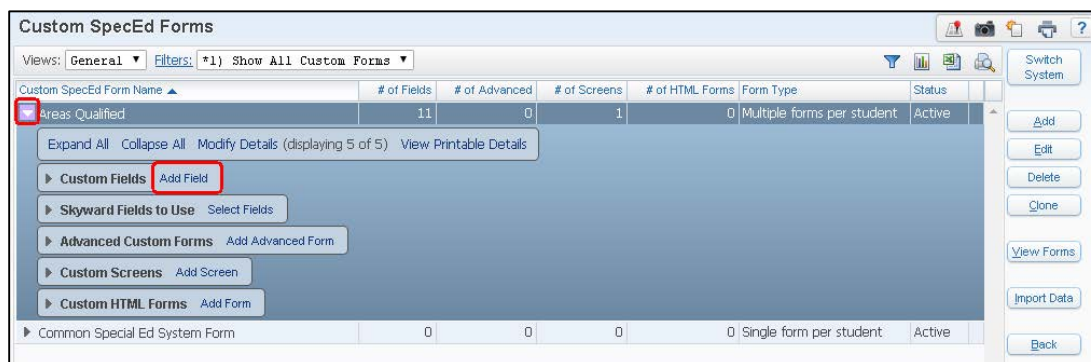 Custom SpecEd Forms
?
Views: General Filters: *1) Show All Custom Forms
Switch System
Custom SpecEd Form Name # of Fields # of Advanced # of Screens # of HTML Forms Form Type Status
Areas Qualified 11 0 1 0 Multiple forms per student Active
Add
Expand All Collapse All Modify Details (displaying 5 of 5) View Printable Details
Edit
Custom Fields Add Field
Delete
Skyward Fields to Use Select Fields
Clone
Advanced Custom Forms Add Advanced Form
View Forms
Custom Screens Add Screen
Custom HTML Forms Add Form
Import Data
Common Special Ed System Form 0 0 0 0 Single form per student Active
Back